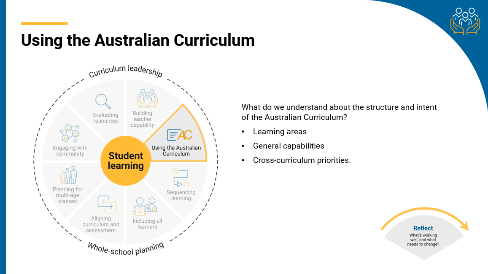 Using the Australian Curriculum
Curriculum leadership
Evaluating
resources
Building
teacher
capability
Engaging with
community
AC
Using the Australian
Curriculum
Student
learning
Planning for
multi-age
classes
Sequencing
learning
Aligning
curriculum and
assessment
Including all
learners
Whole-school planning
What do we understand about the structure and intent
of the Australian Curriculum?
• Learning areas
• General capabilities
• Cross-curriculum priorities.
Reflect
What's working
well, and what
needs to change?